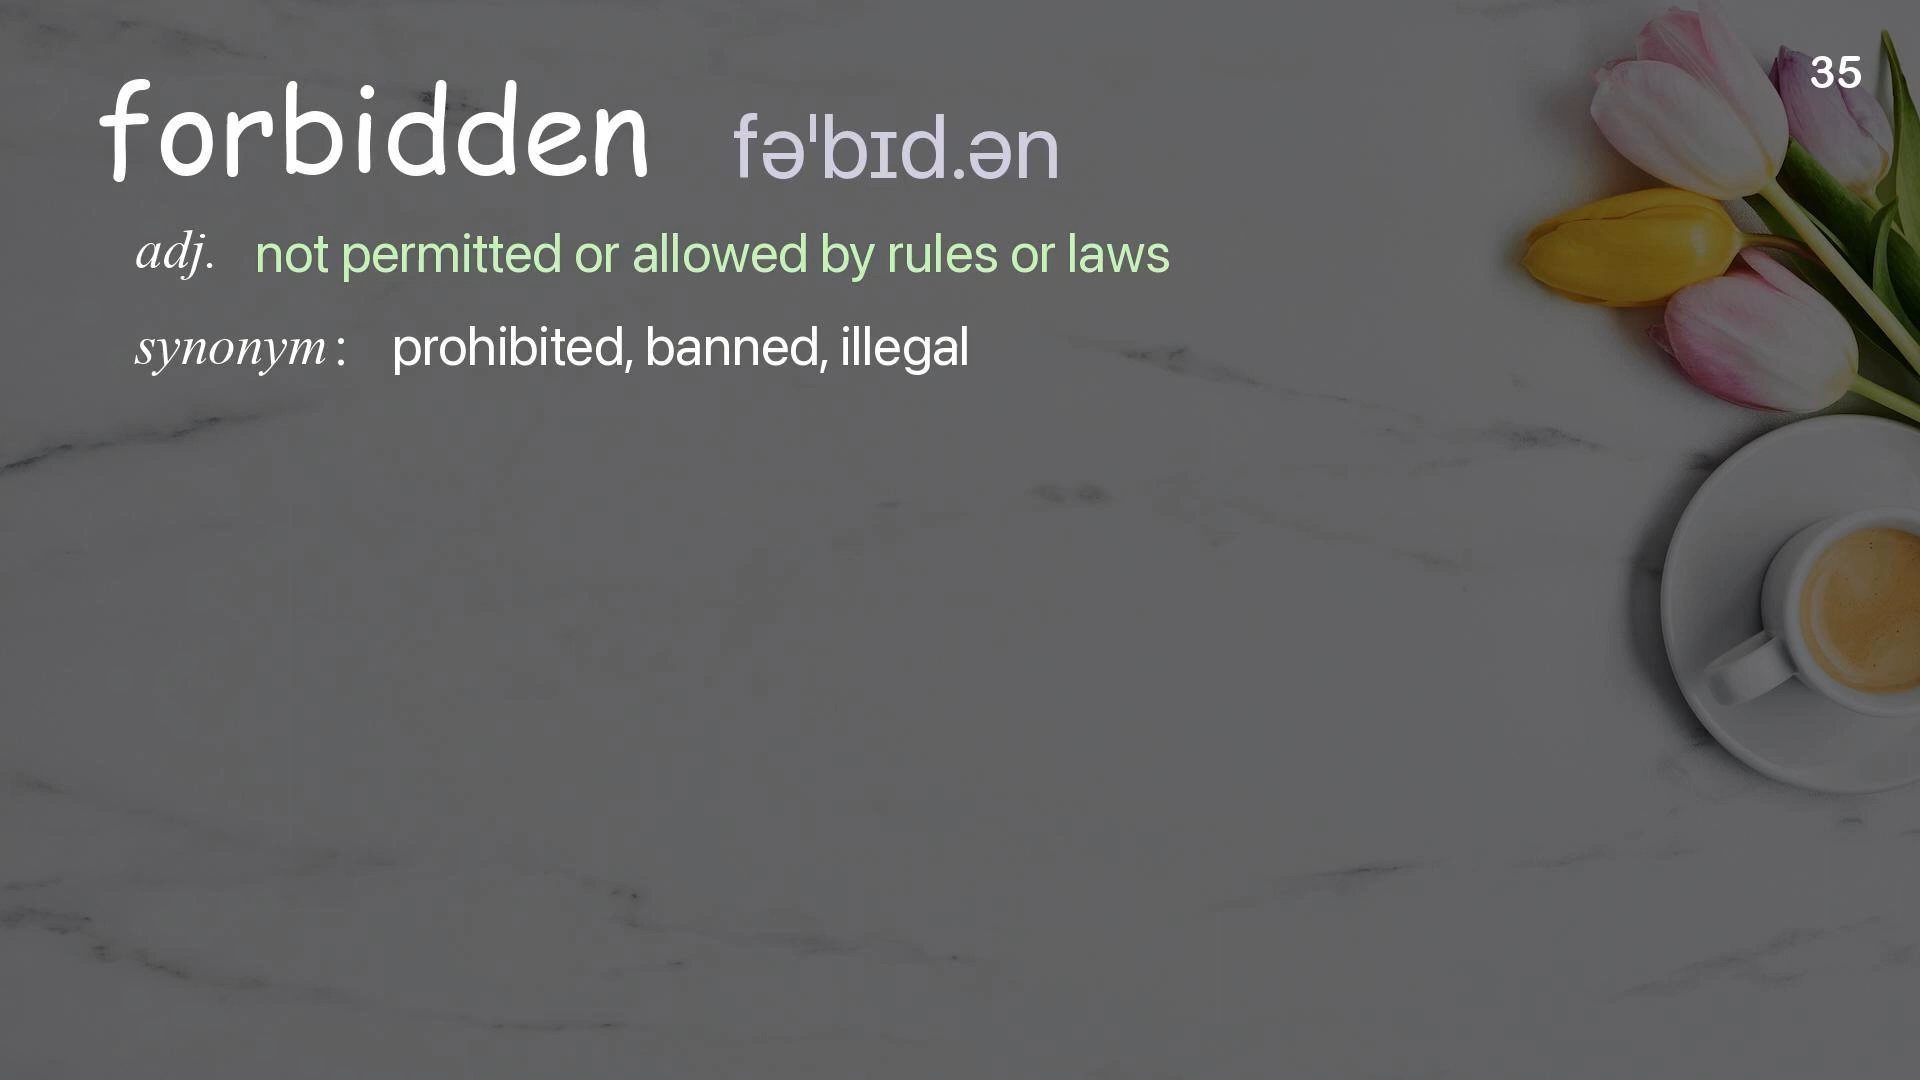 35
forbidden fəˈbɪd.ən
adj. not permitted or allowed by rules or laws
synonym: prohibited, banned, illegal